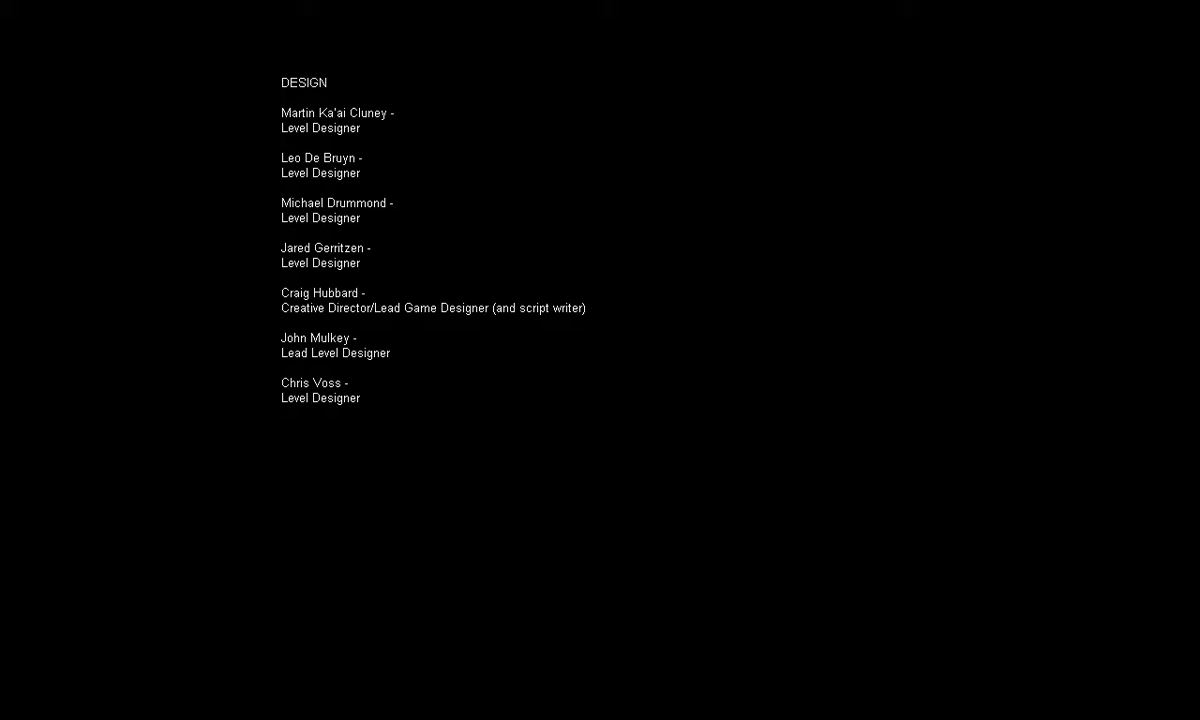 DESIGN
Martin Ka'ai Cluney -
Level Designer
Leo De Bruyn -
Level Designer
Michael Drummond -
Level Designer
Jared Gerritzen -
Level Designer
Craig Hubbard -
Creative Director/Lead Game Designer (and script writer)
John Mulkey -
Lead Level Designer
Chris Voss -
Level Designer